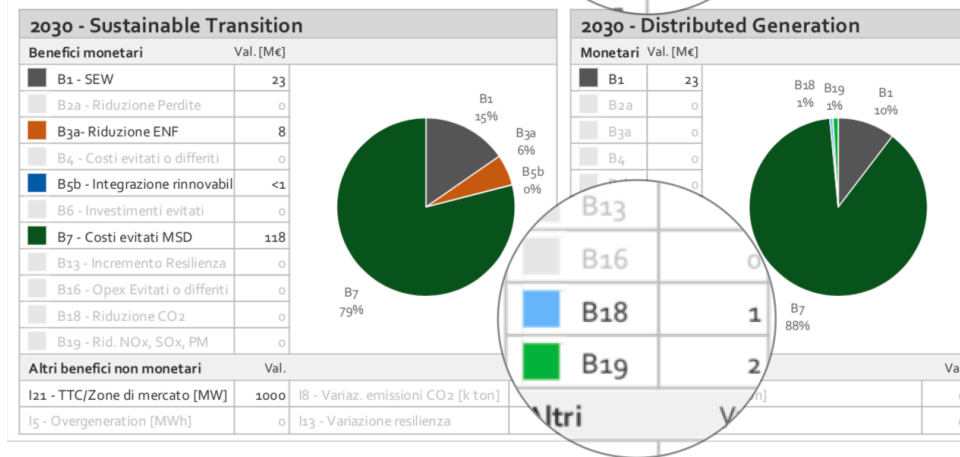 2030 - Sustainable Transition
Benefici monetari Val. [M€]
B1 - SEW 23
B2a - Riduzione Perdite 0
B3a- Riduzione ENF 8
B4 - Costi evitati o differiti 0
B5b - Integrazione rinnovabil <1
B6 - Investimenti evitati 0
B7 - Costi evitati MSD 118
B13 - Incremento Resilienza 0
B16 - Opex Evitati o differiti 0
B18 - Riduzione CO2 0
B19 - Rid. NOx, SOx, PM 0
B1
15%
B3a
6%
B5b
0%
B7
79%
Altri benefici non monetari Val.
I21 - TTC/Zone di mercato [MW] 1000 I8 - Variaz. emissioni CO2 [k ton]
I5 - Overgeneration [MWh] 0 I13 - Variazione resilienza
2030 - Distributed Generation
Monetari Val. [M€]
B1 23
B2a 0
B3a 0
B4 0
0
B18
1%
B19
1%
B1
10%
B7
88%
B13
B16 0
B18 1
B19 2
Altri